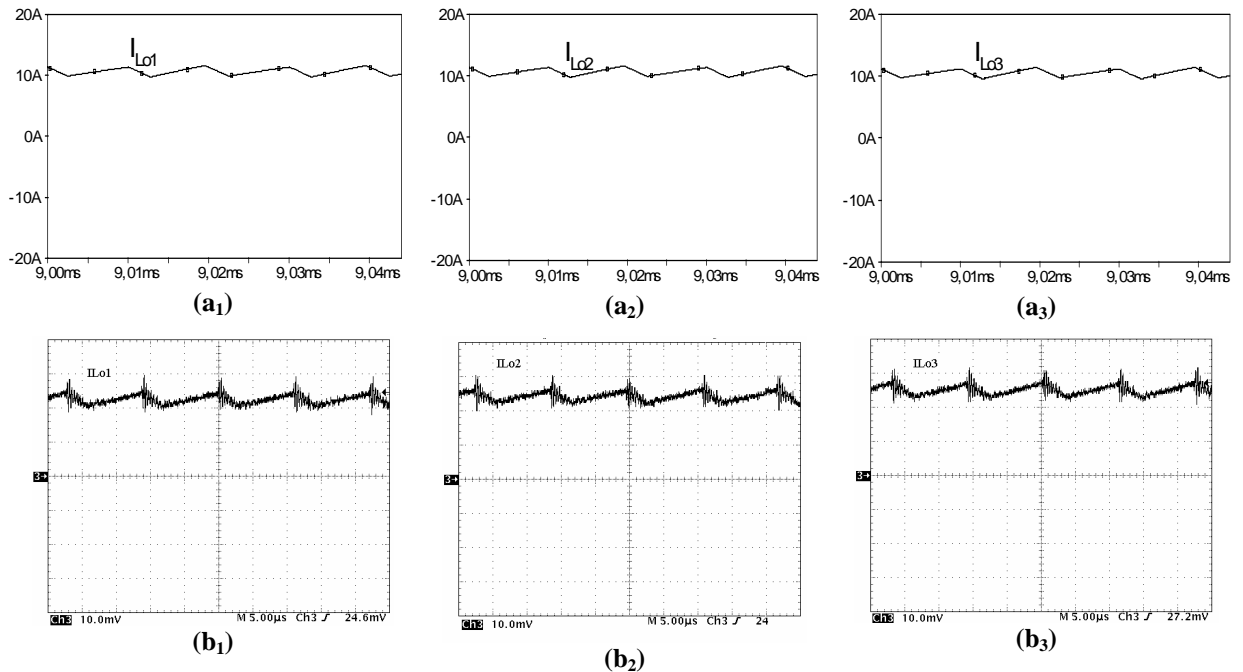 20A
10A
0A
-10A
-20A
I Lo1
9,00ms 9,01ms 9,02ms 9,03ms 9,04ms
(a1)
20A
10A
0A
-10A
-20A
I Lo2
9,00ms 9,01ms 9,02ms 9,03ms 9,04ms
(a2)
20A
10A
0A
-10A
-20A
I Lo3
9,00ms 9,01ms 9,02ms 9,03ms 9,04ms
(a3)
ILo1
3→
Ch3 10.0mV M 5.00µs Ch3 ∫ 24.6mV
(b1)
ILo2
3→
Ch3 10.0mV M 5.00µs Ch3 ∫ 24
(b2)
ILo3
3→
Ch3 10.0mV M 5.00µs Ch3 ∫ 27.2mV
(b3)